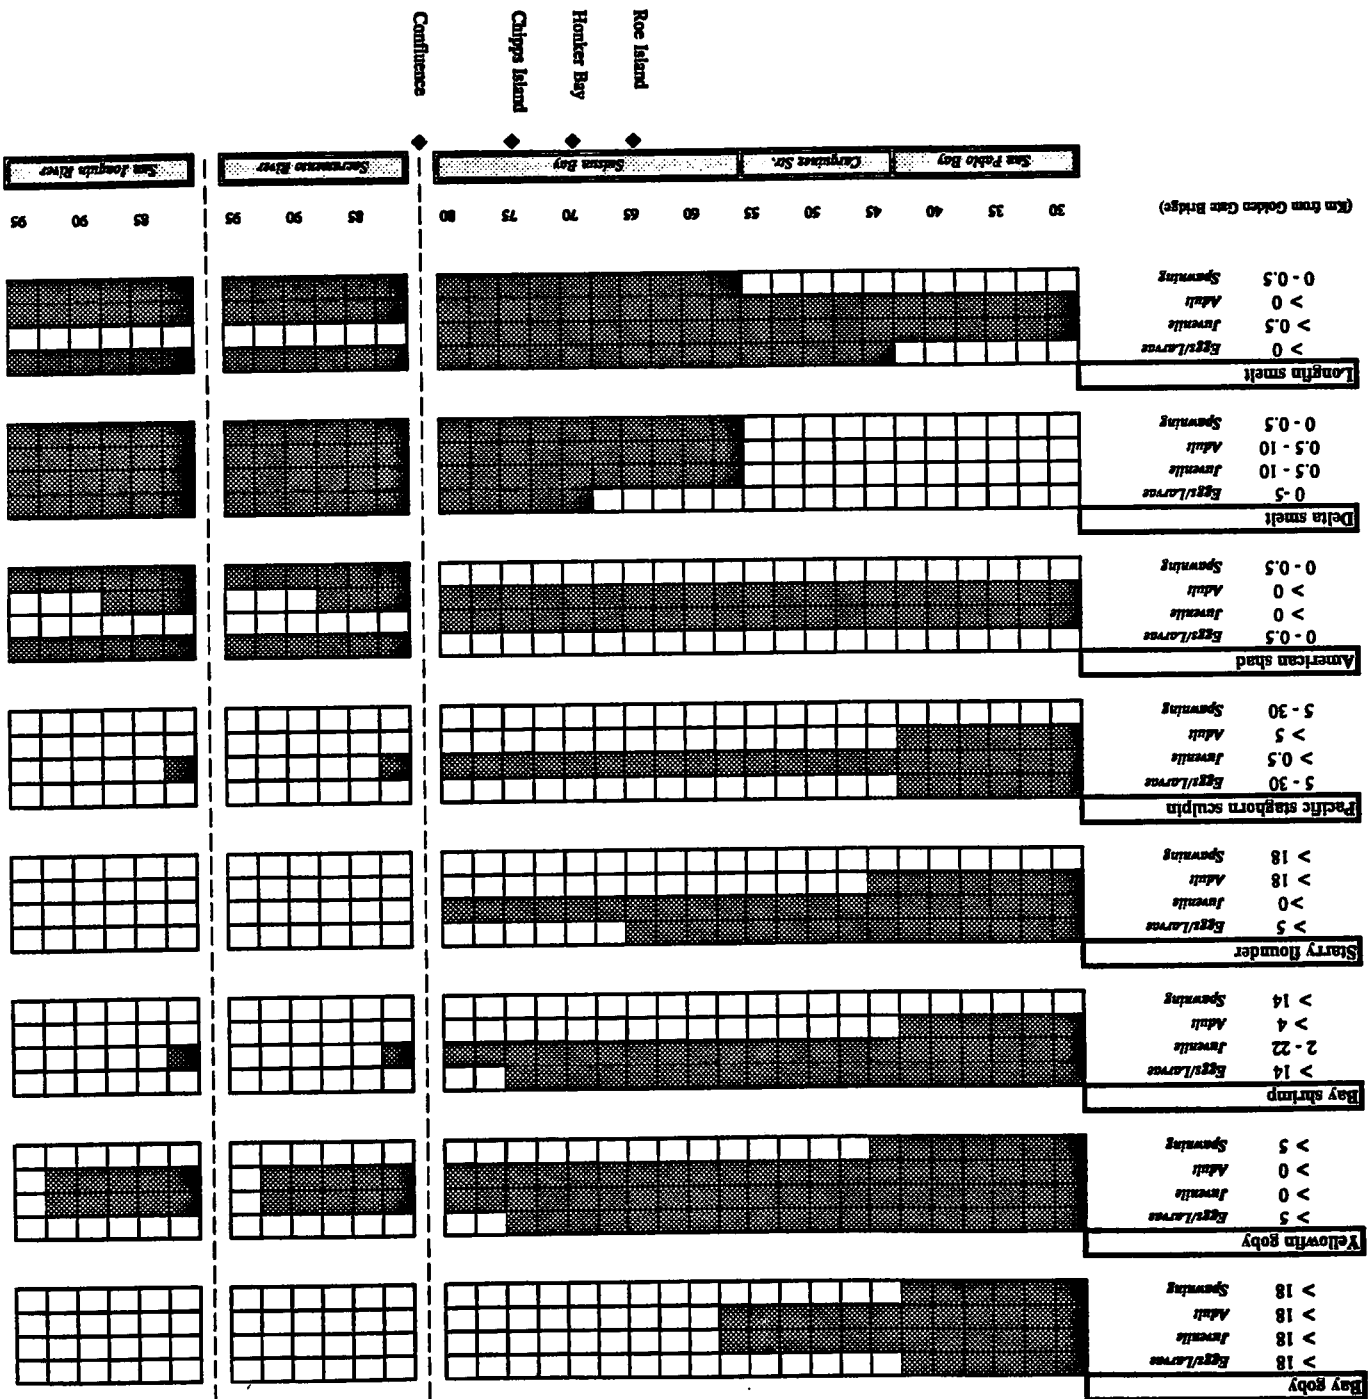 Bay goby
> 18 Eggs/Larvae
> 18 Juvenile
> 18 Adult
> 18 Spawning
Yellowfin goby
> 5 Eggs/Larvae
> 0 Juvenile
> 0 Adult
> 5 Spawning
Bay shrimp
> 14 Eggs/Larvae
2 - 22 Juvenile
> 4 Adult
> 14 Spawning
Starry flounder
> 5 Eggs/Larvae
>0 Juvenile
> 18 Adult
> 18 Spawning
Pacific staghorn sculpin
5 - 30 Eggs/Larvae
> 0.5 Juvenile
> 5 Adult
5 - 30 Spawning
American shad
0 - 0.5 Eggs/Larvae
> 0 Juvenile
> 0 Adult
0 - 0.5 Spawning
Delta smelt
0 -5 Eggs/Larvae
0.5 - 10 Juvenile
0.5 - 10 Adult
0 - 0.5 Spawning
Longfin smelt
> 0 Eggs/Larvae
> 0.5 Juvenile
> 0 Adult
0 - 0.5 Spawning
(Km from Golden Gate Bridge) 30 35 40 45 50 55 60 65 70 75 80 85 90 95 85 90 95
San Pablo Bay Carquinez Str. Suisun Bay Sacramento River San Joaquin River
Roe Island
Honker Bay
Chipps Island
Confluence